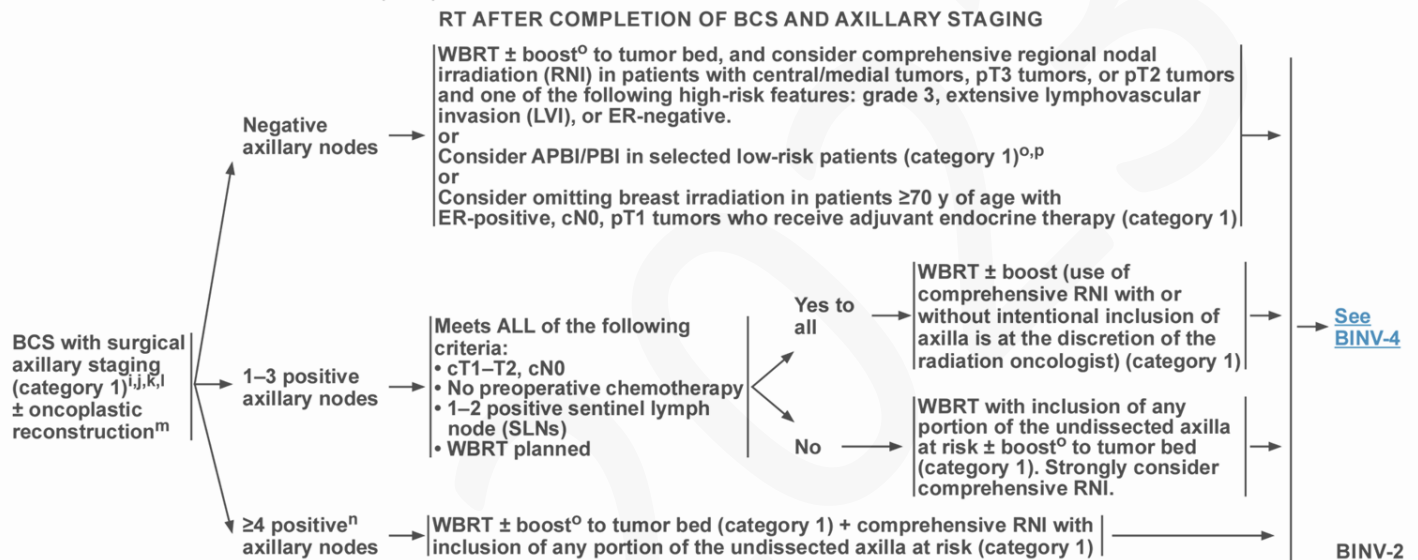 RT AFTER COMPLETION OF BCS AND AXILLARY STAGING
BCS with surgical
axillary staging
(category 1)i,j,k,l
± oncoplastic
reconstructionm
Negative
axillary nodes
WBRT ± boosto to tumor bed, and consider comprehensive regional nodal
irradiation (RNI) in patients with central/medial tumors, pT3 tumors, or pT2 tumors
and one of the following high-risk features: grade 3, extensive lymphovascular
invasion (LVI), or ER-negative.
or
Consider APBI/PBI in selected low-risk patients (category 1)o,p
or
Consider omitting breast irradiation in patients ≥70 y of age with
ER-positive, cN0, pT1 tumors who receive adjuvant endocrine therapy (category 1)
1–3 positive
axillary nodes
Meets ALL of the following
criteria:
• cT1–T2, cN0
• No preoperative chemotherapy
• 1–2 positive sentinel lymph
node (SLNs)
• WBRT planned
Yes to
all
WBRT ± boost (use of
comprehensive RNI with or
without intentional inclusion of
axilla is at the discretion of the
radiation oncologist) (category 1)
No
WBRT with inclusion of any
portion of the undissected axilla
at risk ± boosto to tumor bed
(category 1). Strongly consider
comprehensive RNI.
≥4 positiven
axillary nodes
WBRT ± boosto to tumor bed (category 1) + comprehensive RNI with
inclusion of any portion of the undissected axilla at risk (category 1)
See
BINV-4
BINV-2